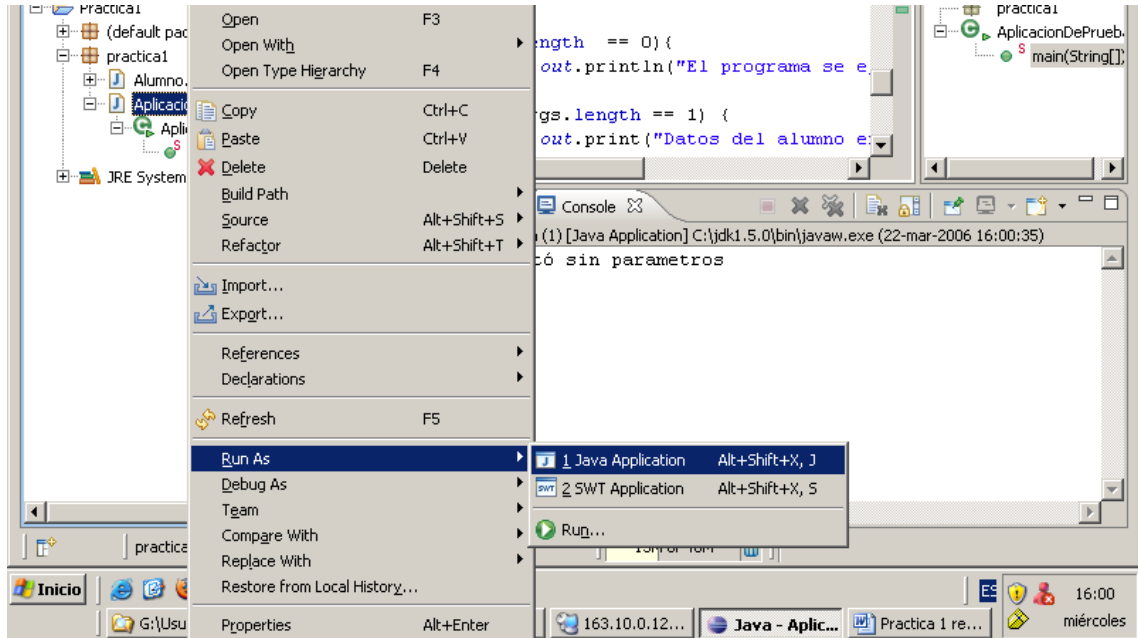 Practica1
(default pac
practica1
Alumno.
Aplicaci
Apli
S
JRE System
practica
Open F3
Open With
Open Type Hierarchy F4
Copy Ctrl+C
Paste Ctrl+V
Delete Delete
Build Path
Source Alt+Shift+S
Refactor Alt+Shift+T
Import...
Export...
References
Declarations
Refresh F5
Run As
Debug As
Team
Compare With
Replace With
Restore from Local History...
Properties Alt+Enter
1 Java Application Alt+Shift+X, J
2 SWT Application Alt+Shift+X, S
Run...
ength == 0){
out.println("El programa se e
gs.length == 1) {
out.print("Datos del alumno e
practica1
AplicacionDePrueb
S main(String[])
Console
(1) [Java Application] C:\jdk1.5.0\bin\javaw.exe (22-mar-2006 16:00:35)
tó sin parametros
Inicio
ES
16:00
G:\Usu
163.10.0.12...
Java - Aplic...
Practica 1 re...
miércoles